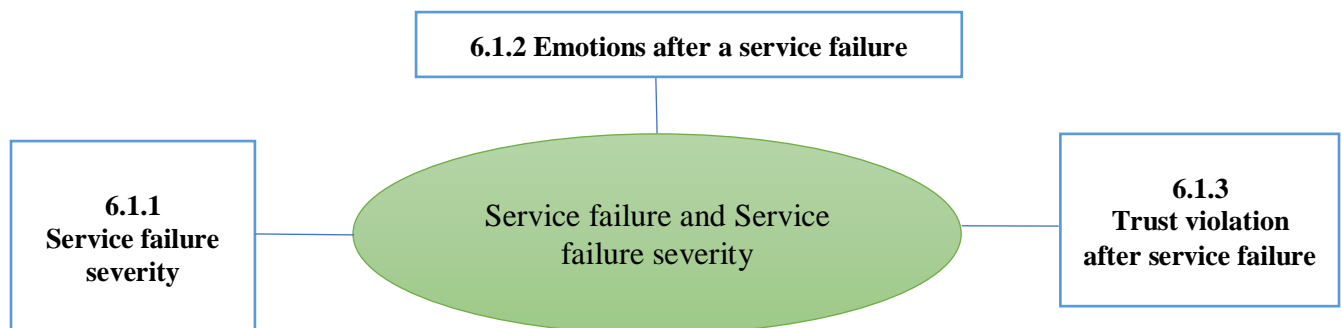 6.1.2 Emotions after a service failure
6.1.1
Service failure
severity
Service failure and Service
failure severity
6.1.3
Trust violation
after service failure